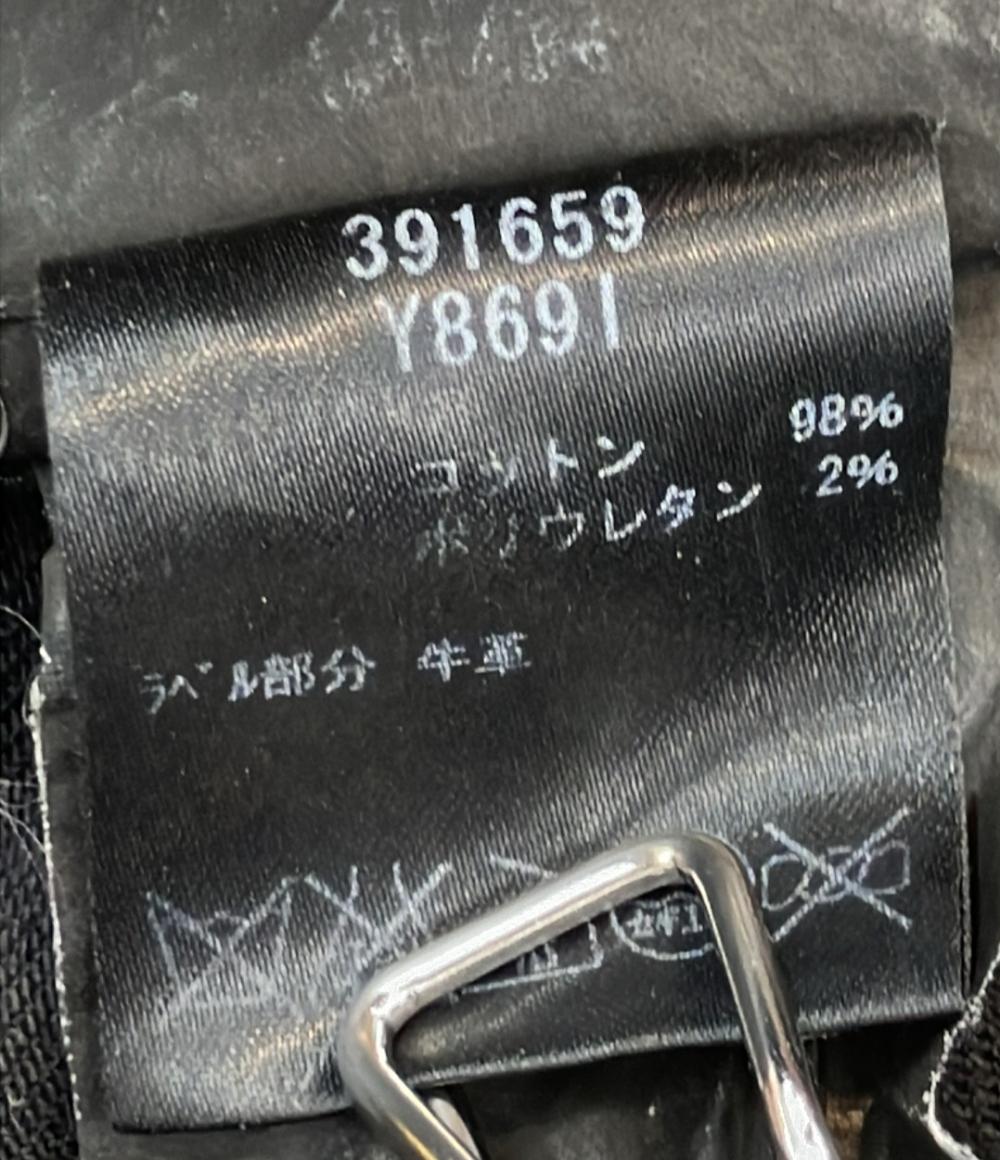 391659
Y869I
コットン 98%
ポリウレタン 2%
ラベル部分 牛革